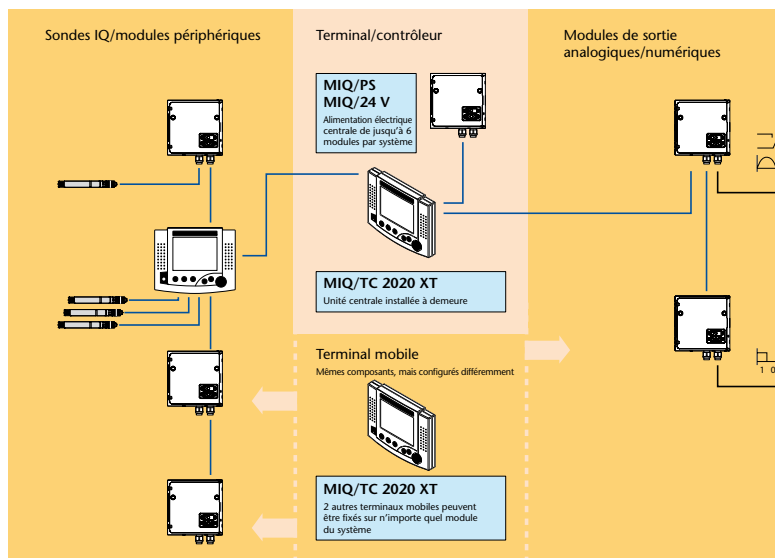 Sondes IQ/modules périphériques
Terminal/contrôleur
Modules de sortie
analogiques/numériques
MIQ/PS
MIQ/24 V
Alimentation électrique
centrale de jusqu'à 6
modules par système
MIQ/TC 2020 XT
Unité centrale installée à demeure
Terminal mobile
Mêmes composants, mais configurés différemment
1 0
MIQ/TC 2020 XT
2 autres terminaux mobiles peuvent
être fixés sur n'importe quel module
du système